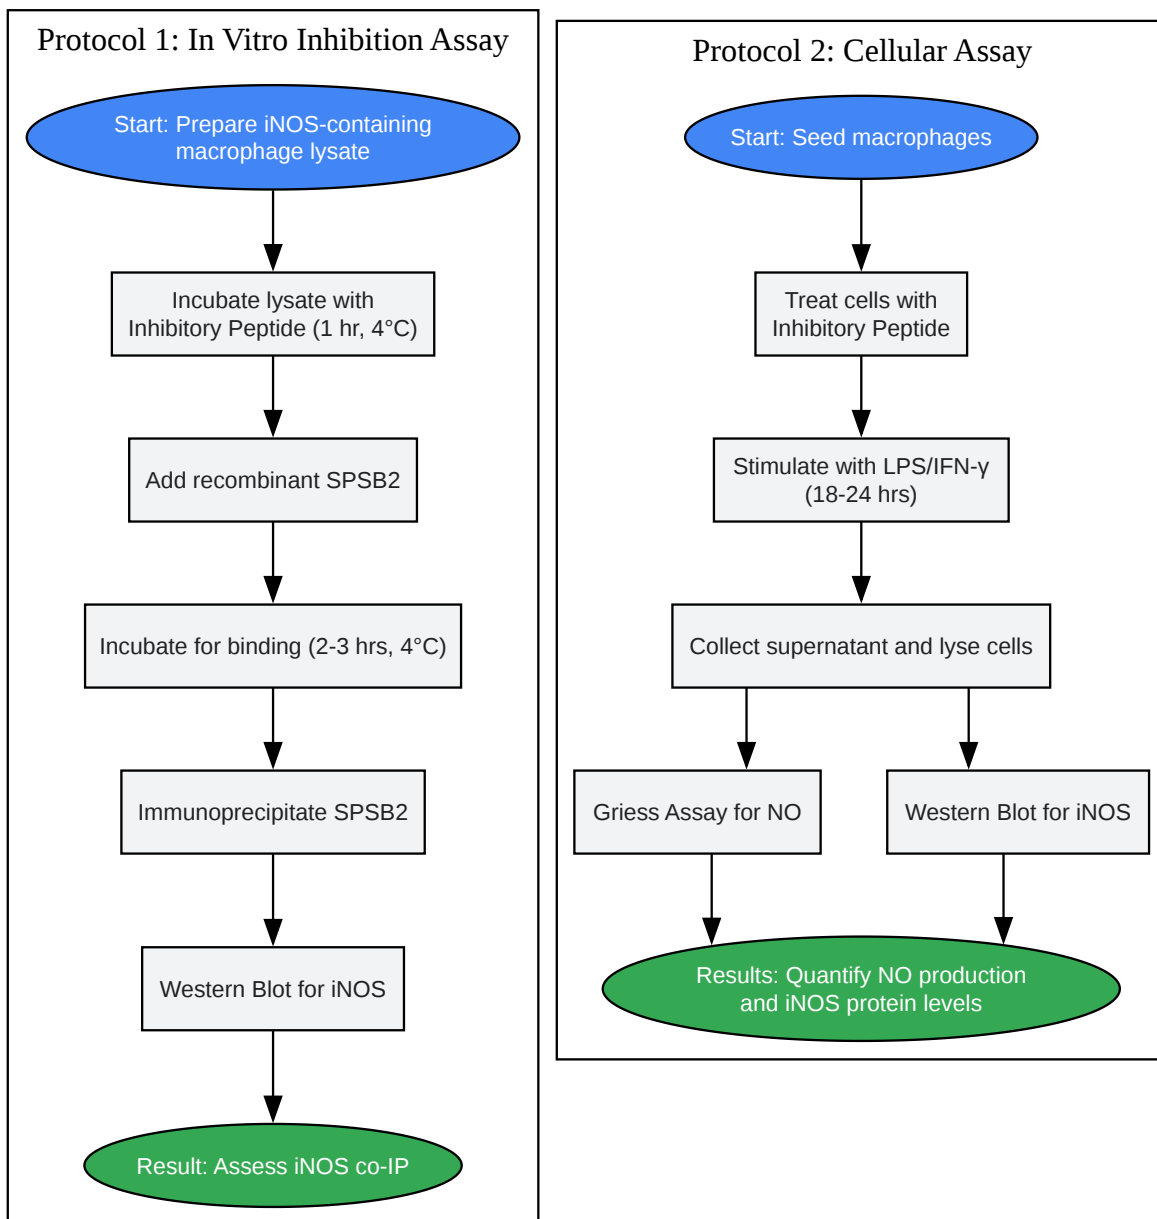 Protocol 1: In Vitro Inhibition Assay
Start: Prepare iNOS-containing
macrophage lysate
Incubate lysate with
Inhibitory Peptide (1 hr, 4°C)
Add recombinant SPSB2
Incubate for binding (2-3 hrs, 4°C)
Immunoprecipitate SPSB2
Western Blot for iNOS
Result: Assess iNOS co-IP
Protocol 2: Cellular Assay
Start: Seed macrophages
Treat cells with
Inhibitory Peptide
Stimulate with LPS/IFN-γ
(18-24 hrs)
Collect supernatant and lyse cells
Griess Assay for NO
Western Blot for iNOS
Results: Quantify NO production
and iNOS protein levels